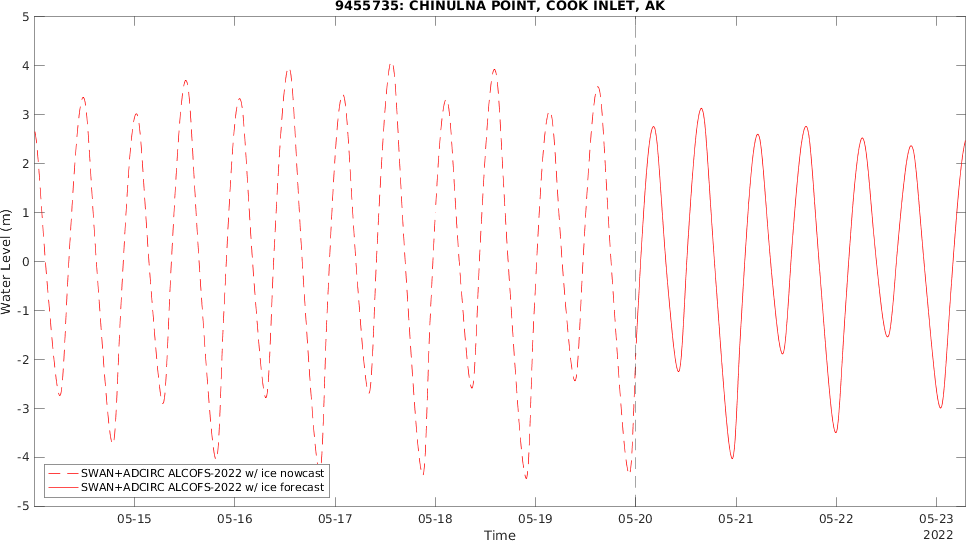 9455735: CHINULNA POINT, COOK INLET, AK
5
4
3
2
1
0
-1
-2
-3
-4
-5
Water Level (m)
SWAN+ADCIRC ALCOFS-2022 w/ ice nowcast
SWAN+ADCIRC ALCOFS-2022 w/ ice forecast
05-15 05-16 05-17 05-18 05-19 05-20 05-21 05-22 05-23
Time
2022